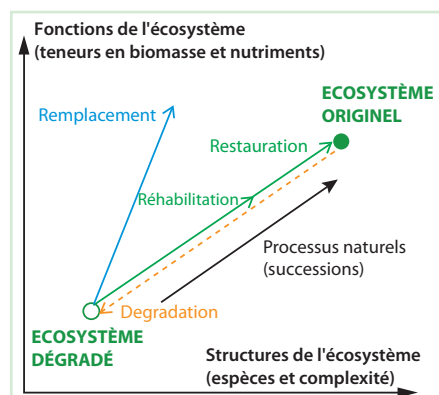 Fonctions de l'écosystème
(teneurs en biomasse et nutriments)
ECOSYSTÈME
ORIGINEL
Remplacement
Restauration
Réhabilitation
Processus naturels
(successions)
Degradation
ECOSYSTÈME
DÉGRADÉ
Structures de l'écosystème
(espèces et complexité)